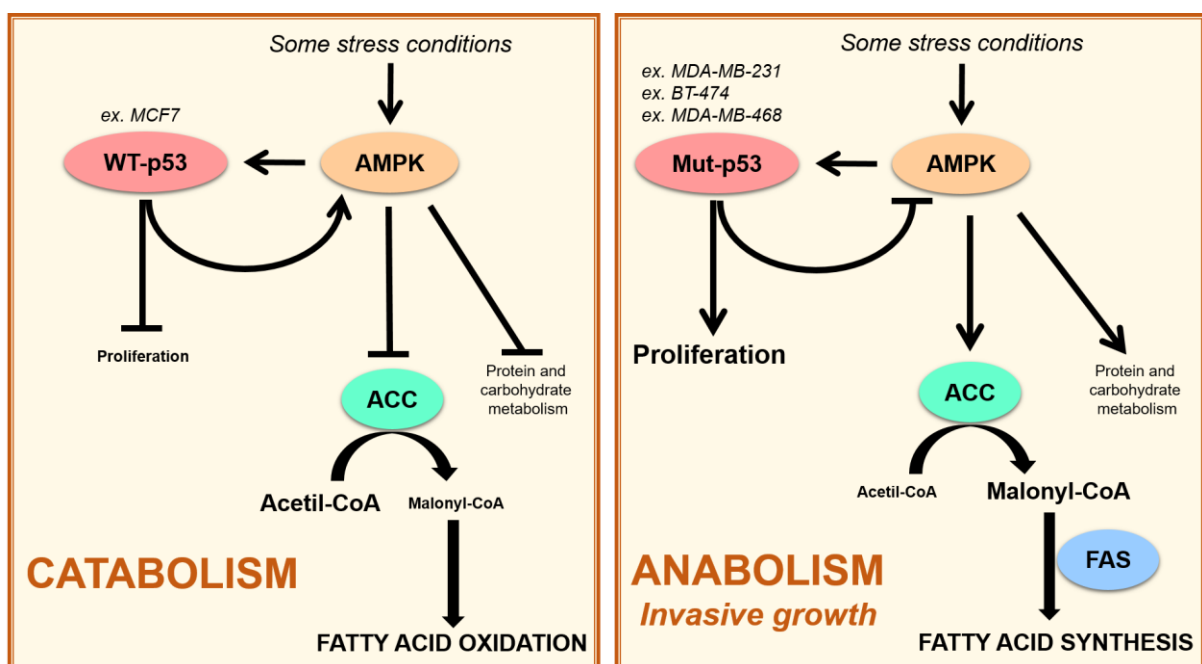 Some stress conditions
ex. MCF7
WT-p53
AMPK
Proliferation
Protein and
carbohydrate
metabolism
ACC
Acetil-CoA
Malonyl-CoA
CATABOLISM
FATTY ACID OXIDATION
Some stress conditions
ex. MDA-MB-231
ex. BT-474
ex. MDA-MB-468
Mut-p53
AMPK
Proliferation
Protein and
carbohydrate
metabolism
ACC
Acetil-CoA
Malonyl-CoA
FAS
ANABOLISM
Invasive growth
FATTY ACID SYNTHESIS